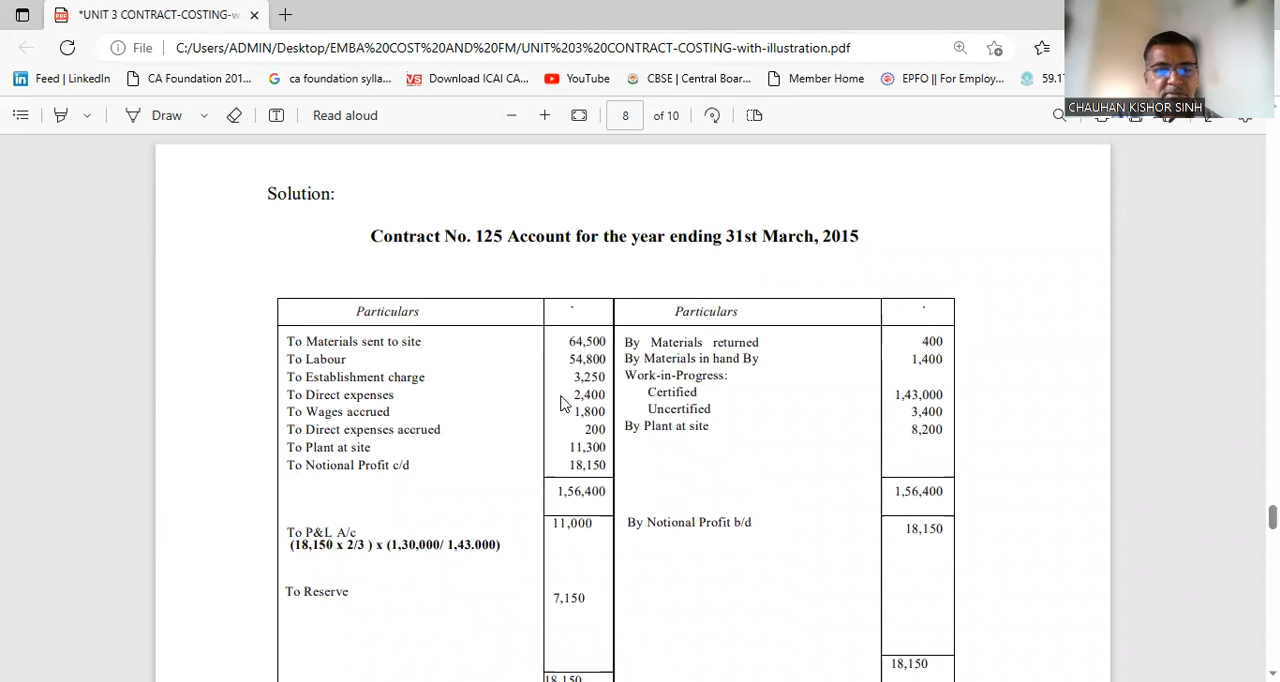 *UNIT 3 CONTRACT-COSTING-w
File C:/Users/ADMIN/Desktop/EMBA%20COST%20AND%20FM/UNIT%203%20CONTRACT-COSTING-with-illustration.pdf
Feed | LinkedIn CA Foundation 201... ca foundation sylla... Download ICAI CA... YouTube CBSE | Central Boar... Member Home EPFO || For Employ... 59.1
CHAUHAN KISHOR SINH
Draw Read aloud 8 of 10
Solution:
Contract No. 125 Account for the year ending 31st March, 2015
Particulars ` Particulars `
To Materials sent to site 64,500 By Materials returned 400
To Labour 54,800 By Materials in hand By 1,400
To Establishment charge 3,250 Work-in-Progress:
To Direct expenses 2,400 Certified 1,43,000
To Wages accrued 1,800 Uncertified 3,400
To Direct expenses accrued 200 By Plant at site 8,200
To Plant at site 11,300
To Notional Profit c/d 18,150
1,56,400 1,56,400
To P&L A/c 11,000 By Notional Profit b/d 18,150
(18,150 x 2/3 ) x (1,30,000/ 1,43.000)
To Reserve 7,150
18,150
18,150